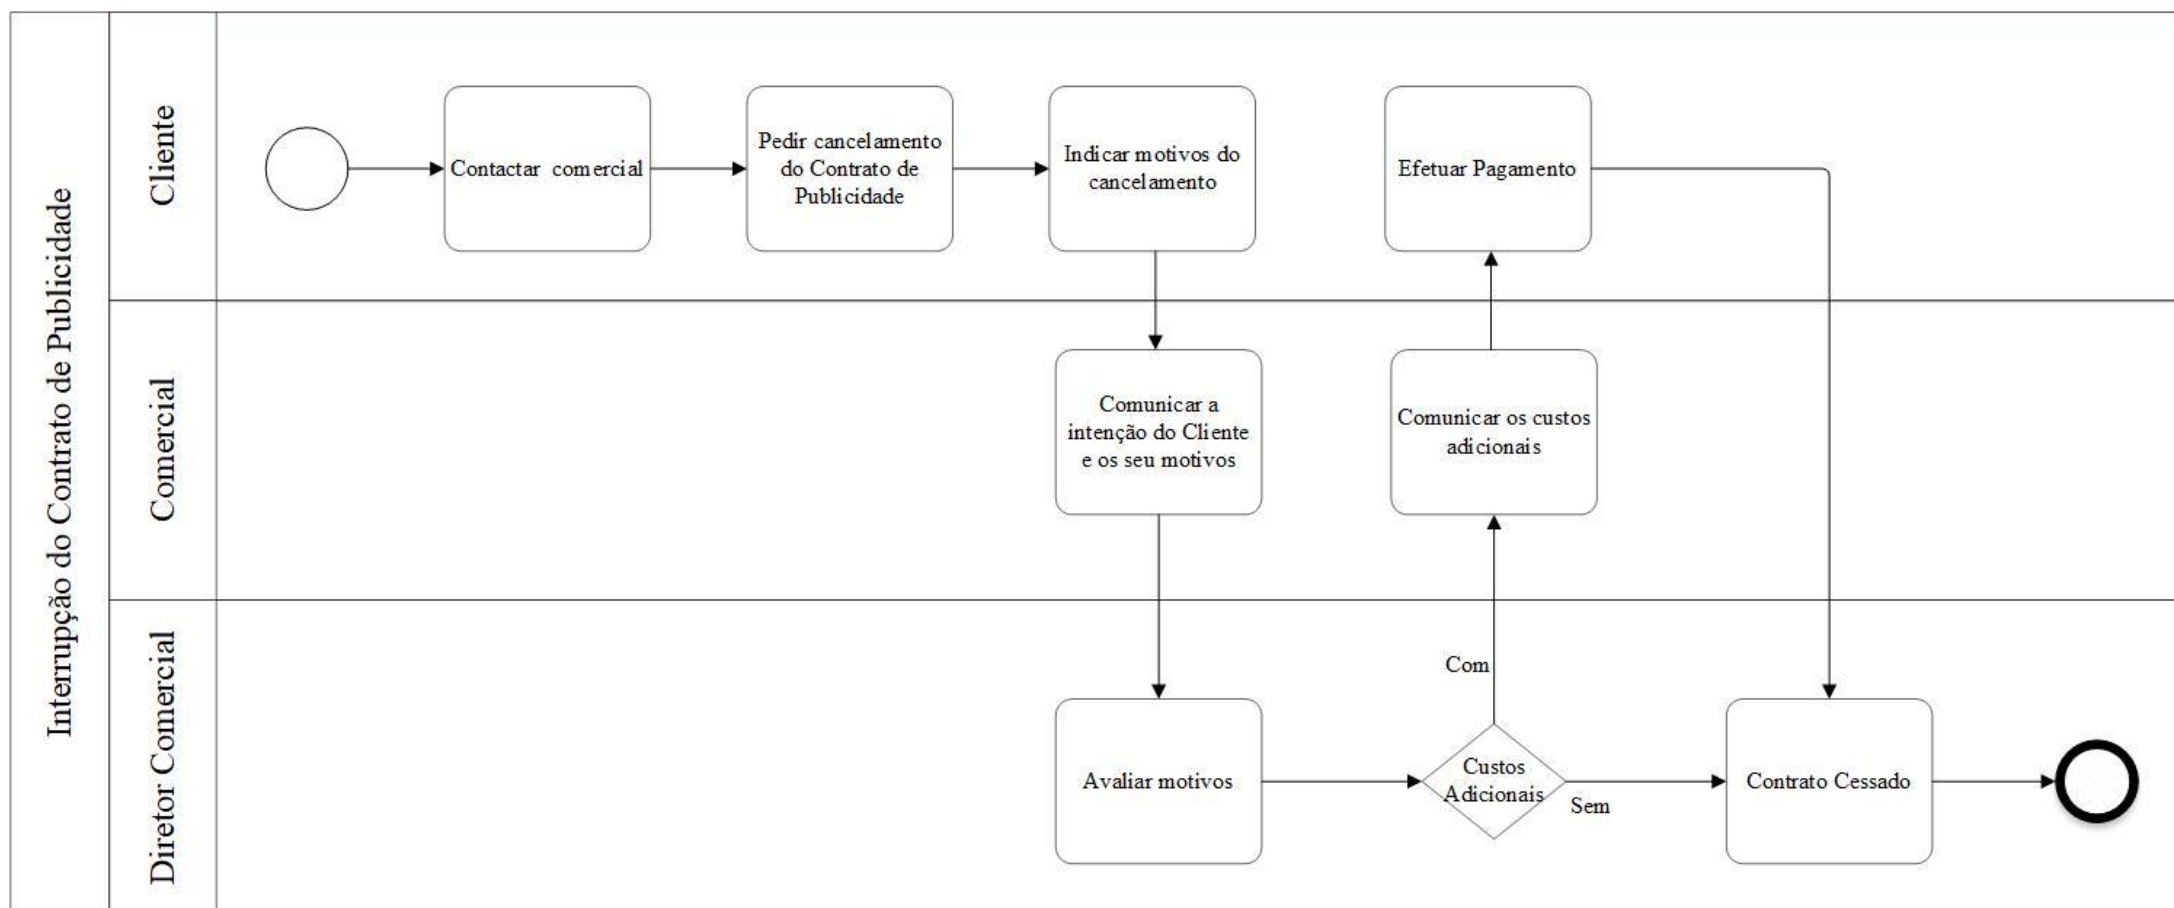 Interrupção do Contrato de Publicidade
Cliente
Contactar comercial
Pedir cancelamento
do Contrato de
Publicidade
Indicar motivos do
cancelamento
Efetuar Pagamento
Comercial
Comunicar a
intenção do Cliente
e os seu motivos
Comunicar os custos
adicionais
Diretor Comercial
Avaliar motivos
Custos
Adicionais
Com
Sem
Contrato Cessado